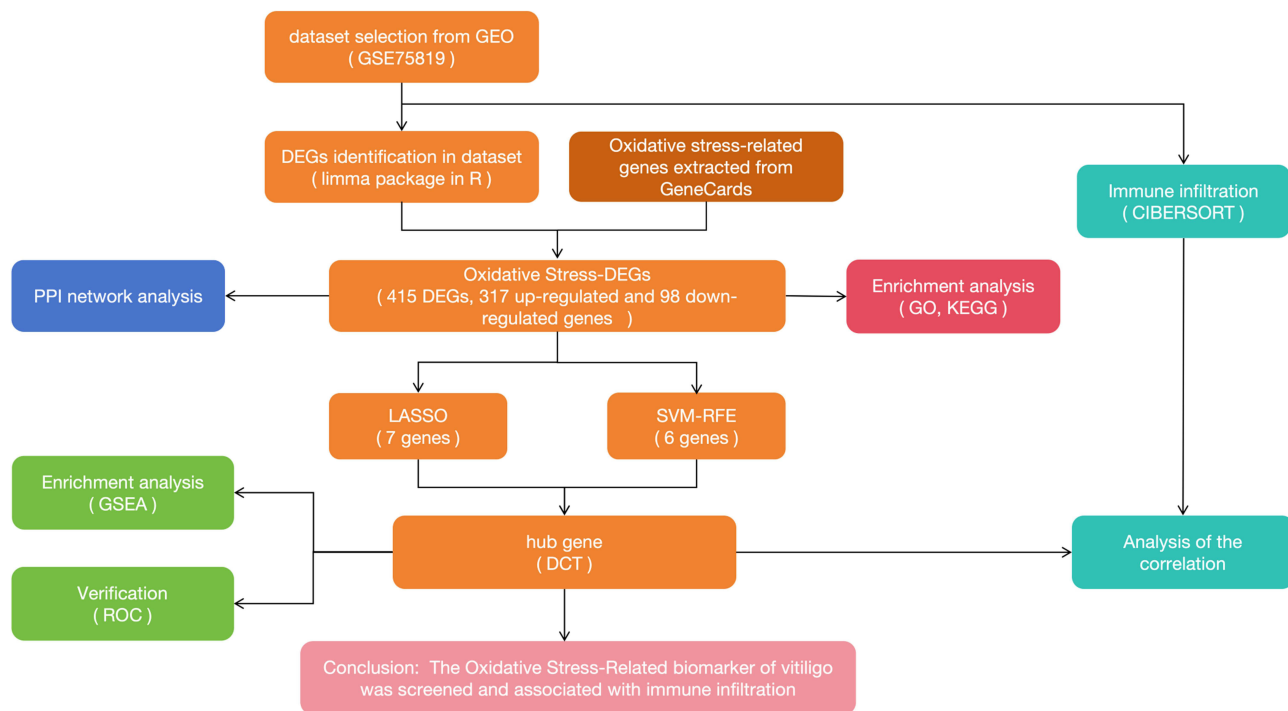 dataset selection from GEO
( GSE75819 )
DEGs identification in dataset
( limma package in R )
Oxidative stress-related
genes extracted from
GeneCards
Immune infiltration
( CIBERSORT )
PPI network analysis
Oxidative Stress-DEGs
( 415 DEGs, 317 up-regulated and 98 down-
regulated genes )
Enrichment analysis
( GO, KEGG )
LASSO
( 7 genes )
SVM-RFE
( 6 genes )
Enrichment analysis
( GSEA )
hub gene
( DCT )
Analysis of the
correlation
Verification
( ROC )
Conclusion: The Oxidative Stress-Related biomarker of vitiligo
was screened and associated with immune infiltration